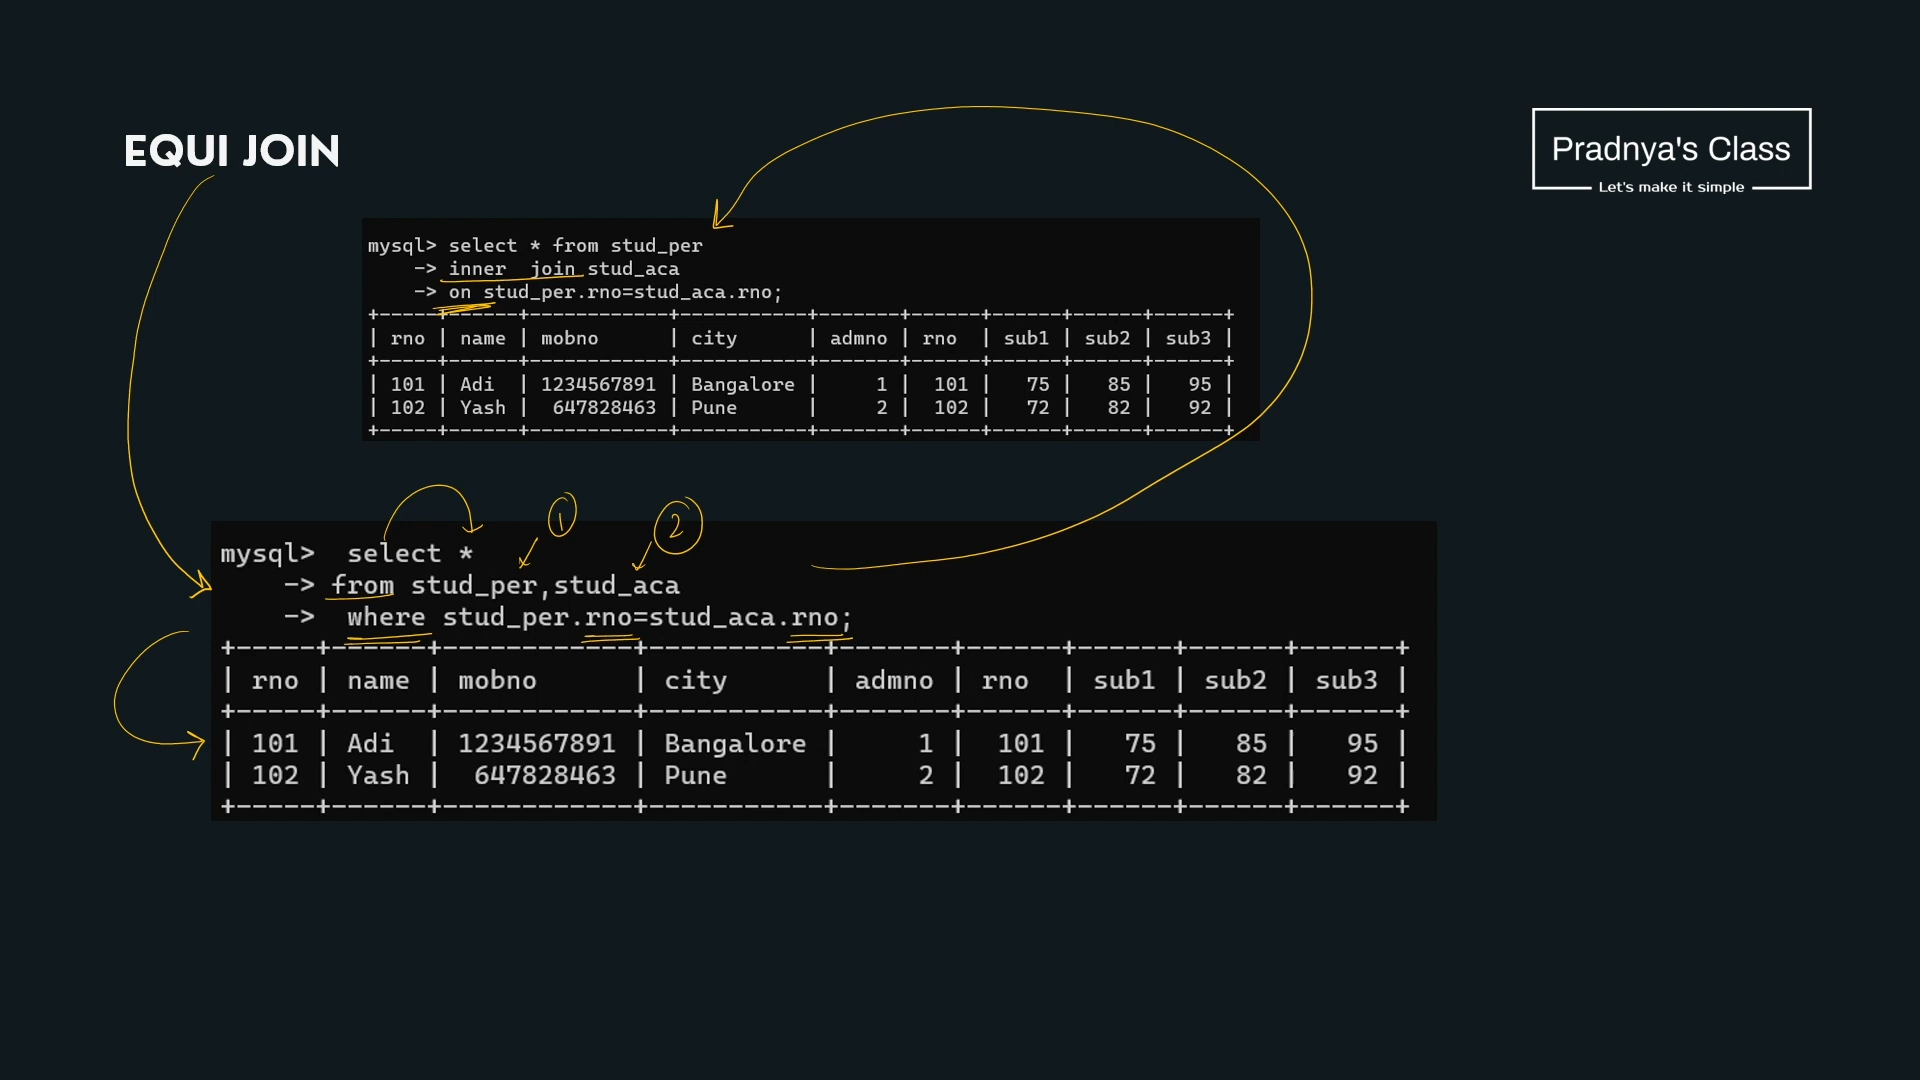 EQUI JOIN
Pradnya's Class
Let's make it simple
mysql> select * from stud_per
    -> inner  join stud_aca
    -> on stud_per.rno=stud_aca.rno;
+-----+------+------------+-----------+-------+------+------+------+------+
| rno | name | mobno      | city      | admno | rno  | sub1 | sub2 | sub3 |
+-----+------+------------+-----------+-------+------+------+------+------+
| 101 | Adi  | 1234567891 | Bangalore |     1 |  101 |   75 |   85 |   95 |
| 102 | Yash |  647828463 | Pune      |     2 |  102 |   72 |   82 |   92 |
+-----+------+------------+-----------+-------+------+------+------+------+
1 2
mysql>  select *
    -> from stud_per,stud_aca
    ->  where stud_per.rno=stud_aca.rno;
+-----+------+------------+-----------+-------+------+------+------+------+
| rno | name | mobno      | city      | admno | rno  | sub1 | sub2 | sub3 |
+-----+------+------------+-----------+-------+------+------+------+------+
| 101 | Adi  | 1234567891 | Bangalore |     1 |  101 |   75 |   85 |   95 |
| 102 | Yash |  647828463 | Pune      |     2 |  102 |   72 |   82 |   92 |
+-----+------+------------+-----------+-------+------+------+------+------+